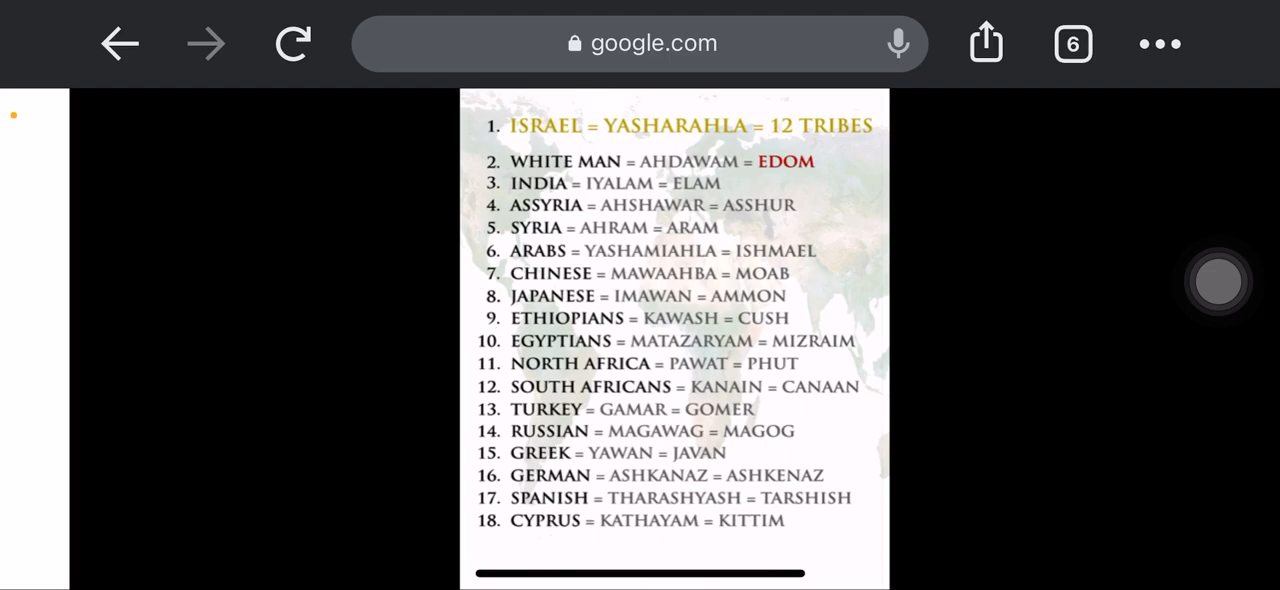 google.com
6
1. ISRAEL = YASHARAHLA = 12 TRIBES
2. WHITE MAN = AHDAWAM = EDOM
3. INDIA = IYALAM = ELAM
4. ASSYRIA = AHSHAWAR = ASSHUR
5. SYRIA = AHRAM = ARAM
6. ARABS = YASHAMIAHLA = ISHMAEL
7. CHINESE = MAWAAHBA = MOAB
8. JAPANESE = IMAWAN = AMMON
9. ETHIOPIANS = KAWASH = CUSH
10. EGYPTIANS = MATAZARYAM = MIZRAIM
11. NORTH AFRICA = PAWAT = PHUT
12. SOUTH AFRICANS = KANAIN = CANAAN
13. TURKEY = GAMAR = GOMER
14. RUSSIAN = MAGAWAG = MAGOG
15. GREEK = YAWAN = JAVAN
16. GERMAN = ASHKANAZ = ASHKENAZ
17. SPANISH = THARASHYASH = TARSHISH
18. CYPRUS = KATHAYAM = KITTIM